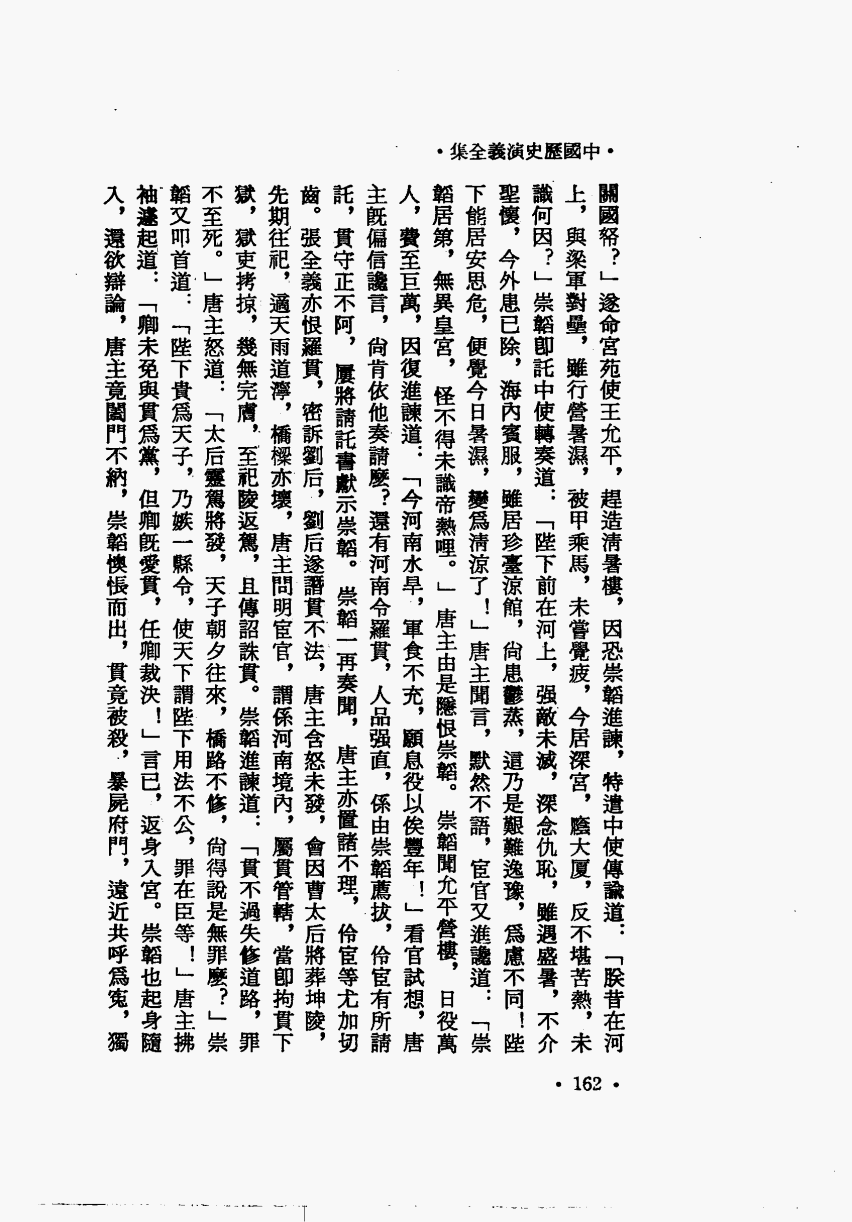 •中國歷史演義全集•
關國帑？」遂命宮苑使王允平，趕造清暑樓，因恐崇韜進諫，特遣中使傳諭道：「朕昔在河
上，與梁軍對壘，雖行營暑濕，被甲乘馬，未嘗覺疲，今居深宮，廕大厦，反不堪苦熱，未
識何因？」崇韜卽託中使轉奏道：「陛下前在河上，强敵未滅，深念仇恥，雖遇盛暑，不介
聖懷，今外患已除，海內賓服，雖居珍臺涼館，尙患鬱蒸，這乃是艱難逸豫，爲慮不同！陛
下能居安思危，便覺今日暑濕，變爲淸涼了！」唐主聞言，默然不語，宦官又進讒道：「崇
韜居第，無異皇宮，怪不得未識帝熱哩。」唐主由是隱恨崇韜。崇韜聞允平營樓，日役萬
人，費至巨萬，因復進諫道：「今河南水旱，軍食不充，願息役以俟豐年！」看官試想，唐
主旣偏信讒言，尙肯依他奏請麼？還有河南令羅貫，人品强直，係由崇韜薦拔，伶宦有所請
託，貫守正不阿，屢將請託書獻示崇韜。崇韜一再奏聞，唐主亦置諸不理，伶宦等尤加切
齒。張全義亦恨羅貫，密訴劉后，劉后遂譖貫不法，唐主含怒未發，會因曹太后將葬坤陵，
先期往祀，適天雨道濘，橋樑亦壞，唐主問明宦官，謂係河南境內，屬貫管轄，當卽拘貫下
獄，獄吏拷掠，幾無完膚，至祀陵返駕，且傳詔誅貫。崇韜進諫道：「貫不過失修道路，罪
不至死。」唐主怒道：「太后靈駕將發，天子朝夕往來，橋路不修，尙得說是無罪麼？」崇
韜又叩首道：「陛下貴爲天子，乃嫉一縣令，使天下謂陛下用法不公，罪在臣等！」唐主拂
袖遽起道：「卿未免與貫爲黨，但卿旣愛貫，任卿裁決！」言已，返身入宮。崇韜也起身隨
入，還欲辯論，唐主竟闔門不納，崇韜懊悵而出，貫竟被殺，暴屍府門，遠近共呼爲冤，獨
•162•